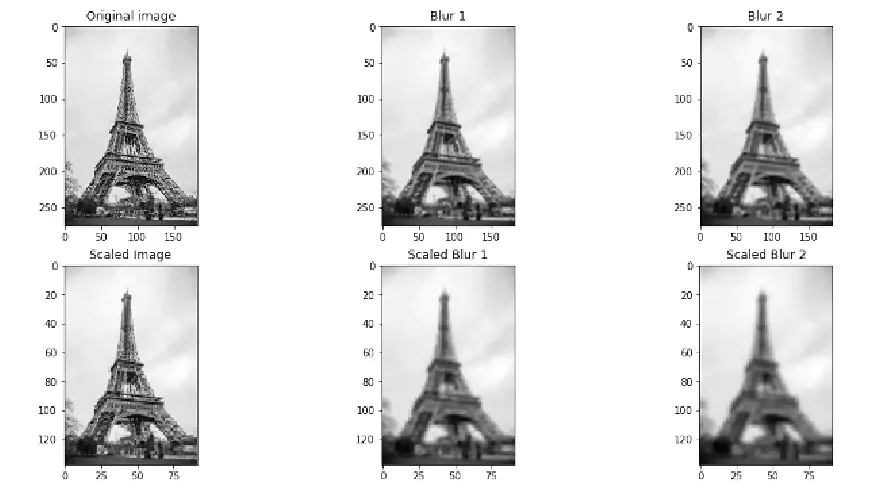 Original image Blur 1 Blur 2
0 0 0
50 50 50
100 100 100
150 150 150
200 200 200
250 250 250
0 50 100 150 0 50 100 150 0 50 100 150
Scaled Image Scaled Blur 1 Scaled Blur 2
0 0 0
20 20 20
40 40 40
60 60 60
80 80 80
100 100 100
120 120 120
0 25 50 75 0 25 50 75 0 25 50 75